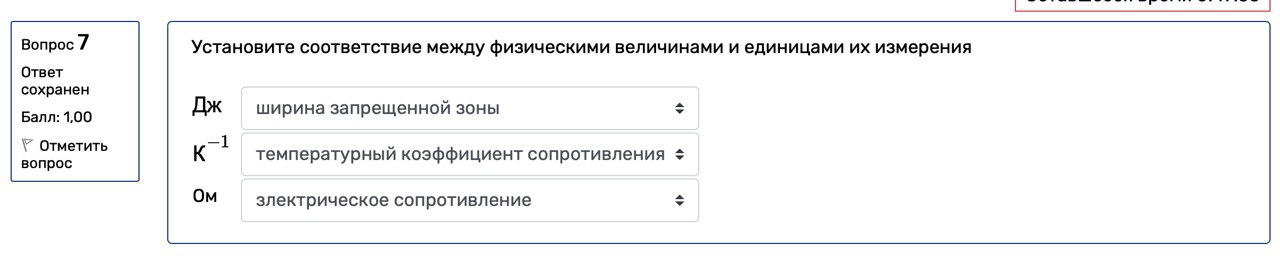 Вопрос 7
Ответ
сохранен
Балл: 1,00
Отметить
вопрос
Установите соответствие между физическими величинами и единицами их измерения
Дж ширина запрещенной зоны
К⁻¹ температурный коэффициент сопротивления
Ом злектрическое сопротивление